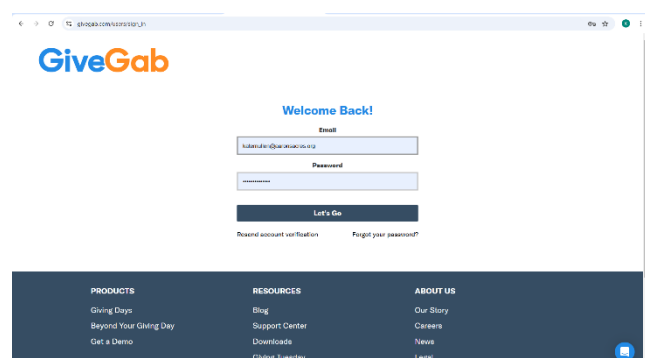 givegab.com/users/sign_in
GiveGab
Welcome Back!
Email
Password
Let's Go
Resend account verification Forgot your password?
PRODUCTS RESOURCES ABOUT US
Giving Days Blog Our Story
Beyond Your Giving Day Support Center Careers
Get a Demo Downloads News
Giving Tuesday Legal